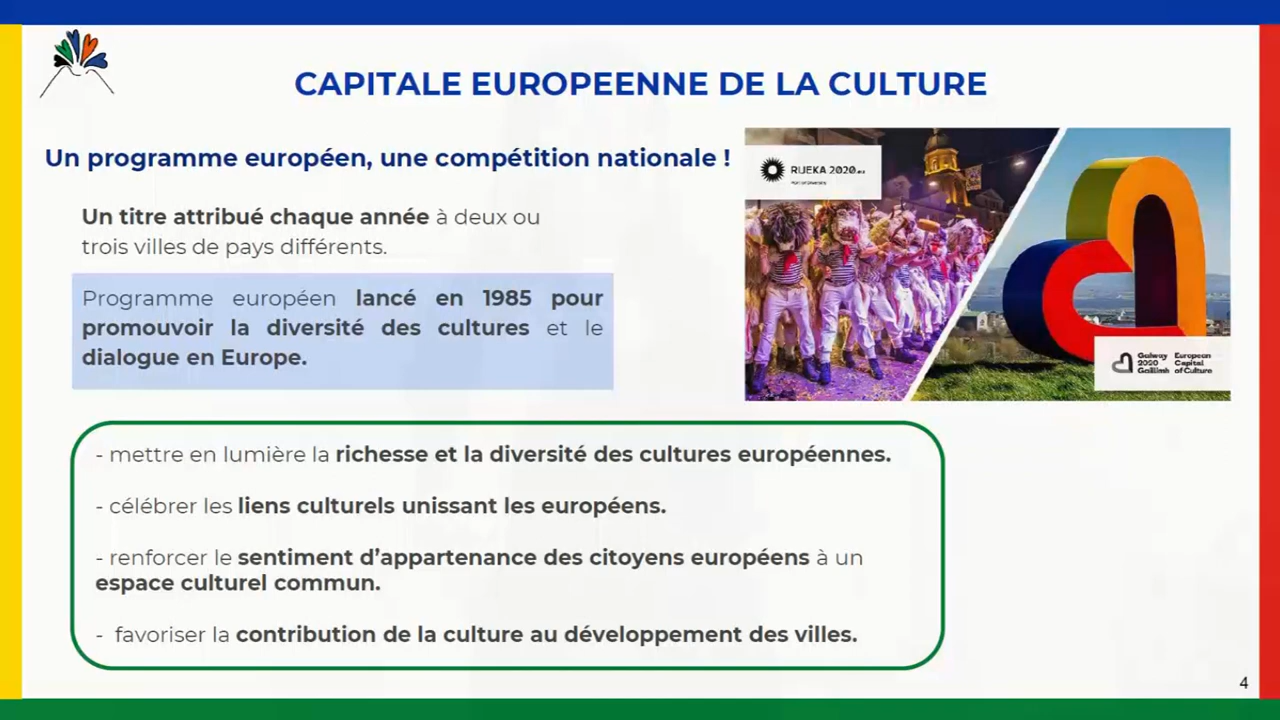 CAPITALE EUROPEENNE DE LA CULTURE
Un programme européen, une compétition nationale !
Un titre attribué chaque année à deux ou
trois villes de pays différents.
Programme européen lancé en 1985 pour
promouvoir la diversité des cultures et le
dialogue en Europe.
RIJEKA 2020
Galway
2020
Gaillimh
European
Capital
of Culture
- mettre en lumière la richesse et la diversité des cultures européennes.
- célébrer les liens culturels unissant les européens.
- renforcer le sentiment d’appartenance des citoyens européens à un
espace culturel commun.
- favoriser la contribution de la culture au développement des villes.
4